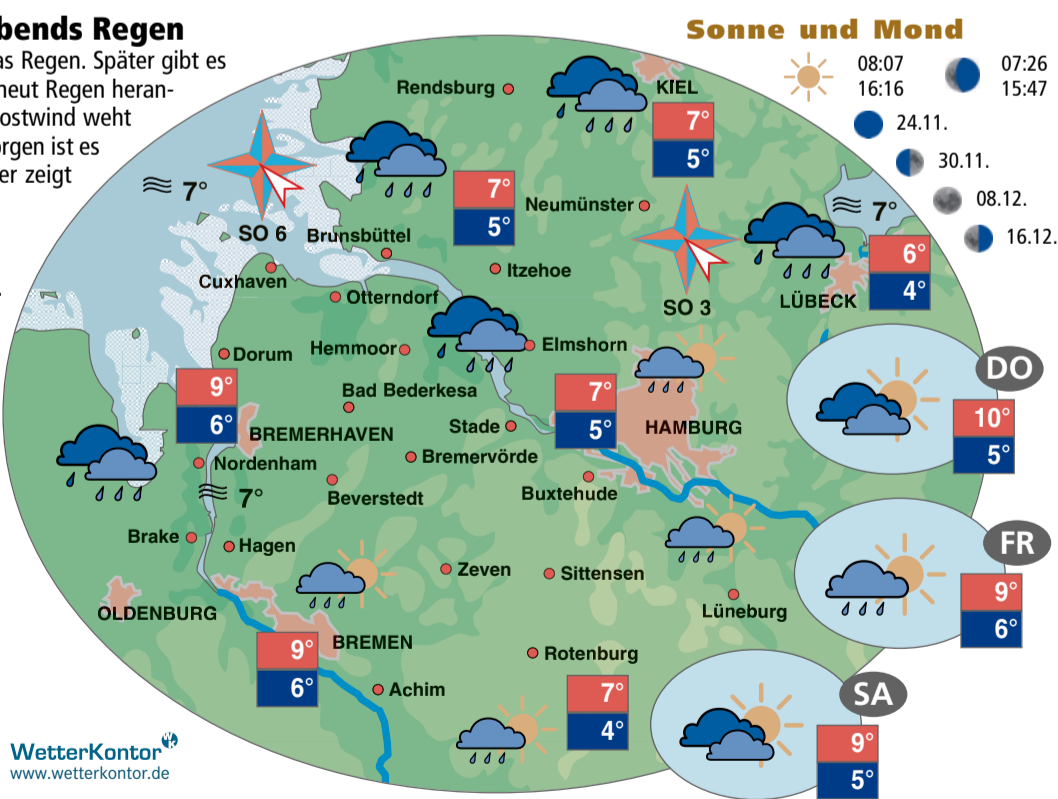 bends Regen
as Regen. Später gibt es
neut Regen heran-
ostwind weht
orgen ist es
er zeigt
Sonne und Mond
08:07
16:16
07:26
15:47
24.11.
30.11.
08.12.
16.12.
Rendsburg
KIEL
7°
5°
7°
SO 6
7°
5°
Neumünster
7°
Brunsbüttel
Itzehoe
SO 3
LÜBECK
6°
4°
Cuxhaven
Otterndorf
Dorum
Hemmoor
Elmshorn
DO
10°
5°
9°
6°
Bad Bederkesa
7°
5°
BREMERHAVEN
Stade
HAMBURG
Nordenham
Bremervörde
7°
Beverstedt
Buxtehude
Brake
Hagen
FR
9°
6°
Zeven
Sittensen
OLDENBURG
Lüneburg
BREMEN
9°
6°
Rotenburg
Achim
7°
4°
SA
9°
5°
WetterKontor
www.wetterkontor.de